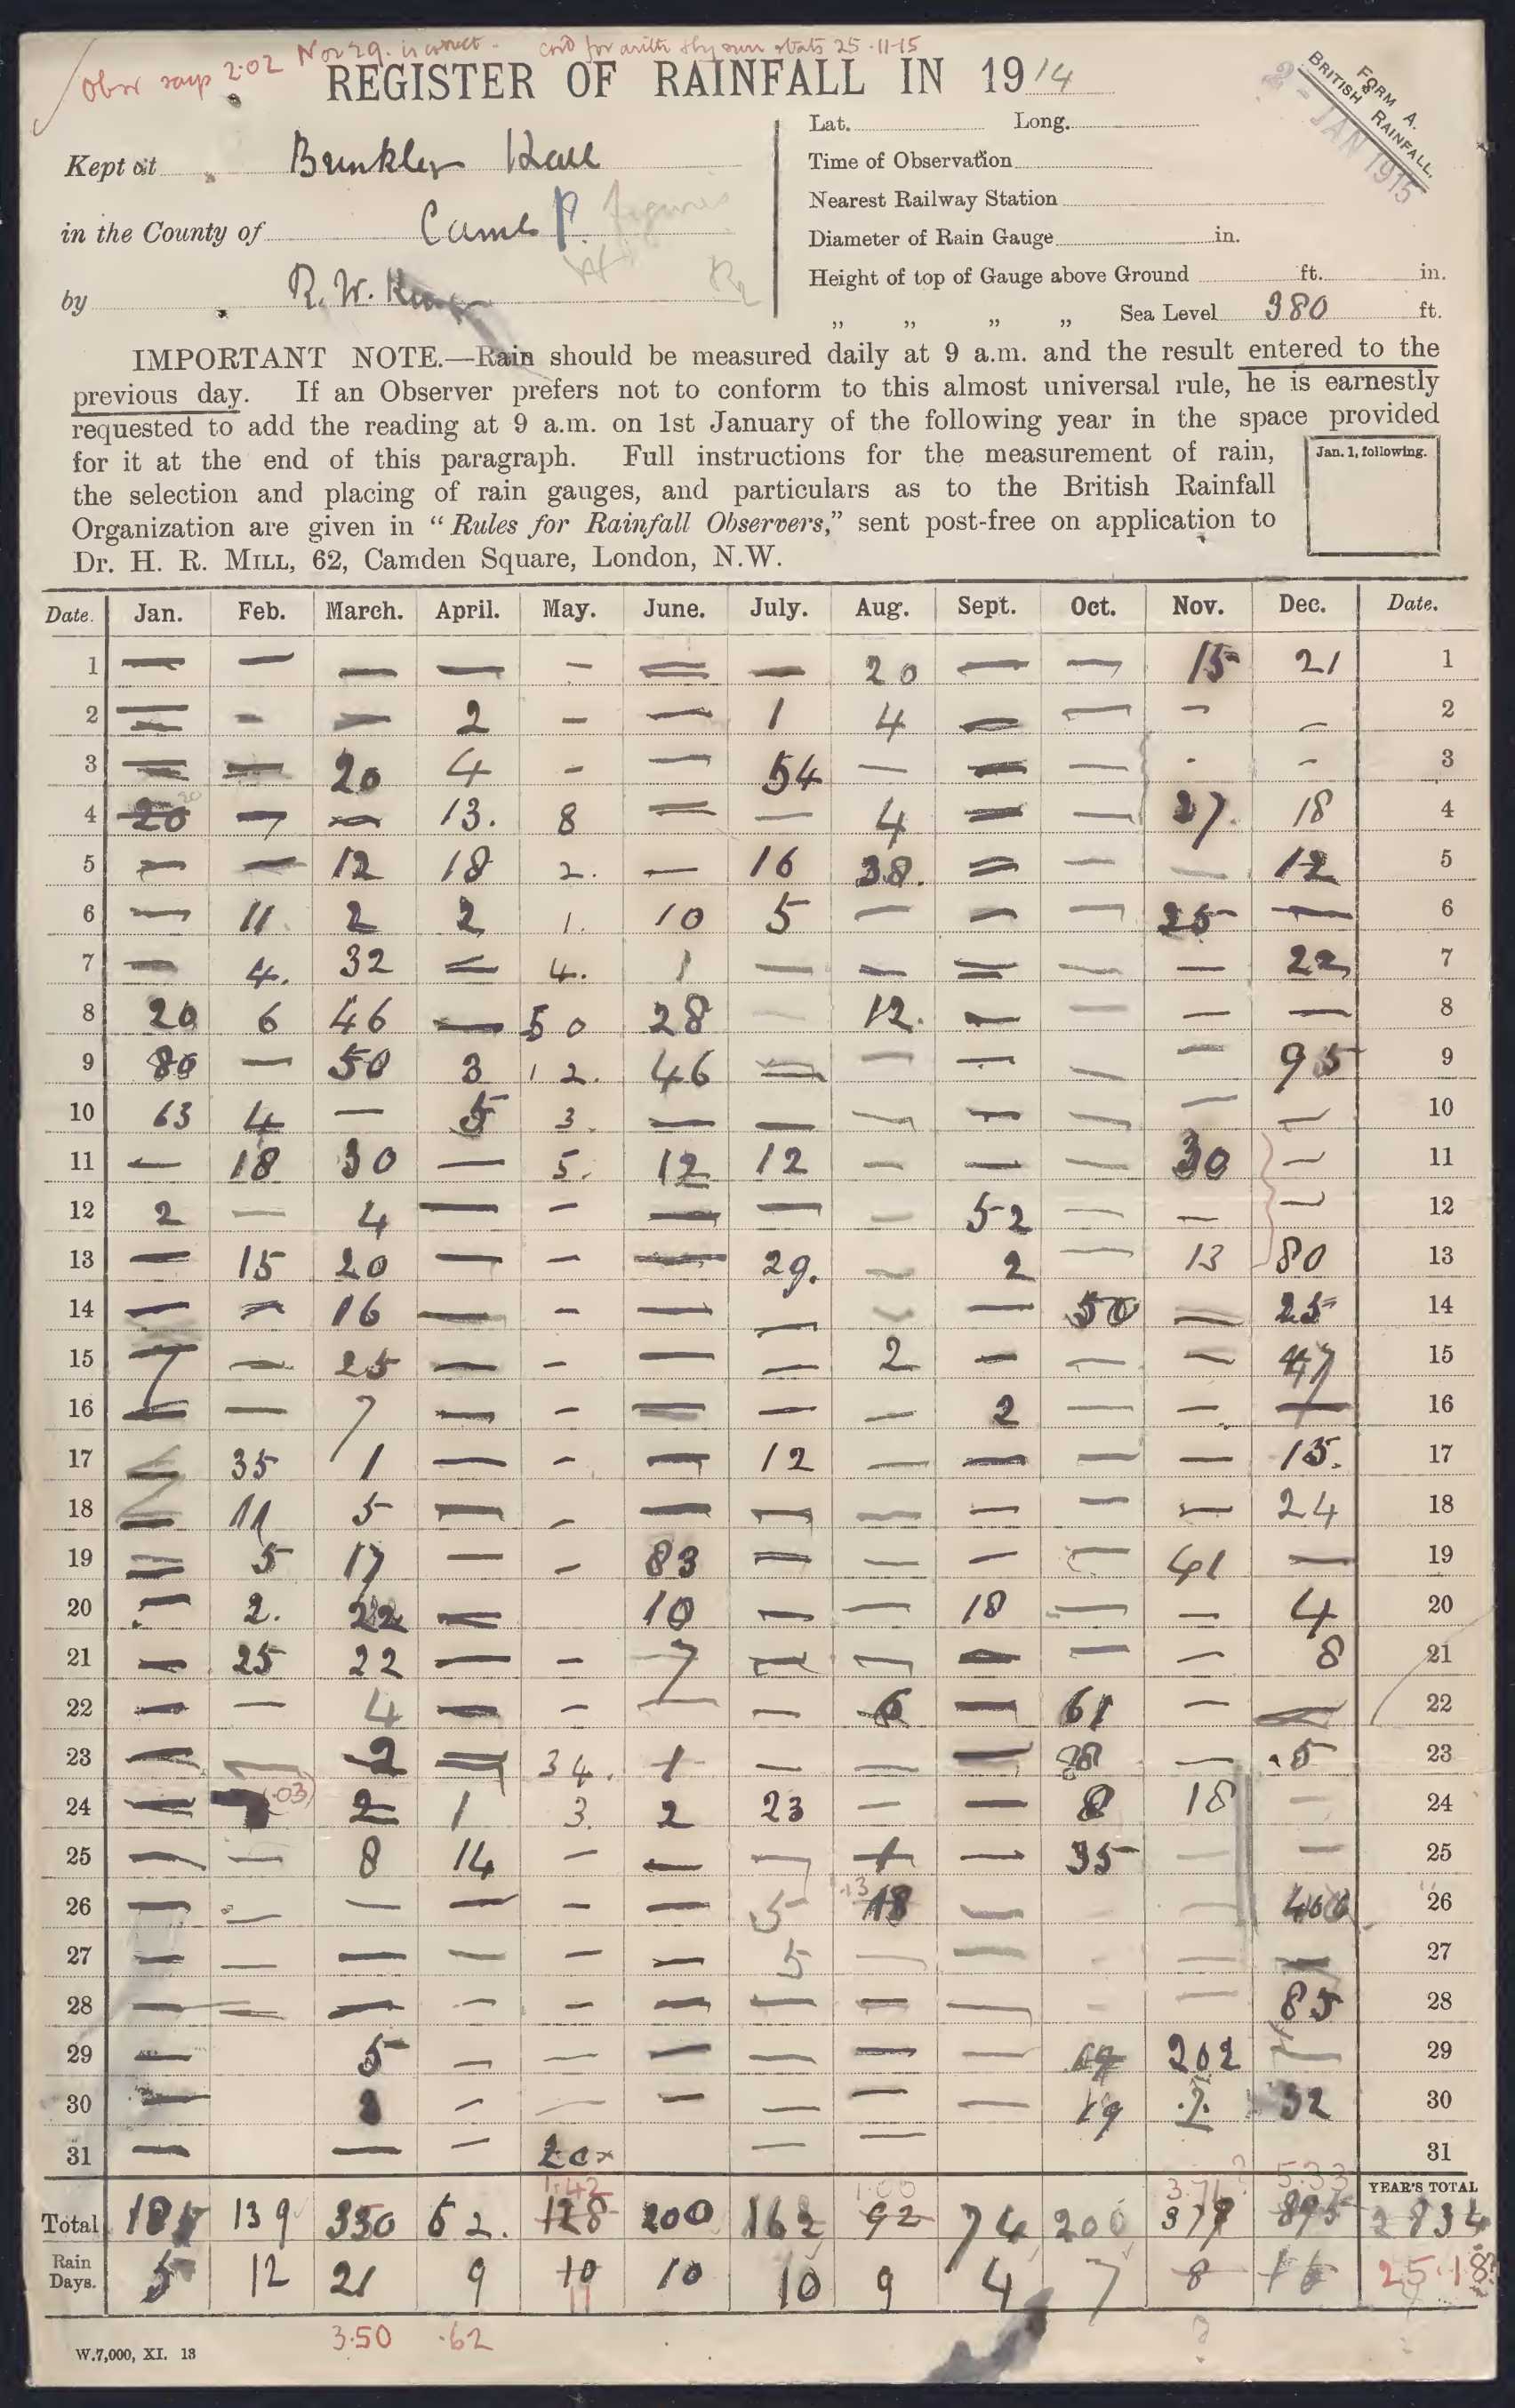 Obsr says 2.02 Nov 29. is correct. cord for arith 25.11.15
REGISTER OF RAINFALL IN 1914
FORM A.
BRITISH RAINFALL.
2 - JAN 1915
Kept at Brinkley Hall
in the County of Cambs P. figures
by R. W. King
Lat. Long.
Time of Observation
Nearest Railway Station
Diameter of Rain Gauge in.
Height of top of Gauge above Ground ft. in.
„ „ „ „ Sea Level 380 ft.
IMPORTANT NOTE.—Rain should be measured daily at 9 a.m. and the result entered to the
previous day. If an Observer prefers not to conform to this almost universal rule, he is earnestly
requested to add the reading at 9 a.m. on 1st January of the following year in the space provided
for it at the end of this paragraph. Full instructions for the measurement of rain,
the selection and placing of rain gauges, and particulars as to the British Rainfall
Organization are given in “Rules for Rainfall Observers,” sent post-free on application to
Dr. H. R. MILL, 62, Camden Square, London, N.W.
Jan. 1, following.
Date. Jan. Feb. March. April. May. June. July. Aug. Sept. Oct. Nov. Dec. Date.
1 — — — — — — — 20 — — 15 21 1
2 — — — 2 — — 1 4 — — — — 2
3 — — 20 4 — — 54 — — — - - 3
4 20 — — 13. 8 — — 4 — — 27. 18 4
5 — — 12 18 2. — 16 38. — — — 12 5
6 — 11 2 2 1. 10 5 — — — 25 — 6
7 — 4. 32 — 4. 1 — — — — — 22 7
8 20 6 46 — 50 28 — 12. — — — — 8
9 80 — 50 3 12. 46 — — — — — 95 9
10 63 4 — 5 3. — — — — — — — 10
11 — 18 30 — 5. 12 12 — — — 30 — 11
12 2 — 4 — — — — — 52 — — — 12
13 — 15 20 — — — 29. — 2 — 13 80 13
14 — — 16 — — — — — — 50 — 25 14
15 — — 25 — — — — 2 — — — 47 15
16 — — 7 — — — — — 2 — — — 16
17 — 35 1 — — — 12 — — — — 15. 17
18 — 11 5 — — — — — — — — 24 18
19 — 5 17 — — 83 — — — — 41 — 19
20 — 2. 22 — 10 — — 18 — — 4 20
21 — 25 22 — — 7 — — — — — 8 21
22 — — 4 — — — — 6 — 61 — — 22
23 — — 2 — 34. 1 — — — 28 — .5 23
24 — (.03) 2 1 3. 2 23 — — 8 18 — 24
25 — — 8 14 — — — 1 — 35 — — 25
26 — — — — — — 5 13 18 — — — 26
27 — — — — — — 5 — — - — — 27
28 — — — — — — — — — - — 85 28
29 — 5 — — — — — — 202 — 29
30 — 3 — — — — — — 19 .7. 32 30
31 — — — 20 — — 31
1.42 1.00 3.71? 5.33 YEAR'S TOTAL
Total 185 139 330 52. 128 200 162 92 74 200 378 895 2834
Rain
Days. 5 12 21 9 10 10 10 9 4 7 8 16 25.18?
11
3.50 .62
W.7,000, XI. 13